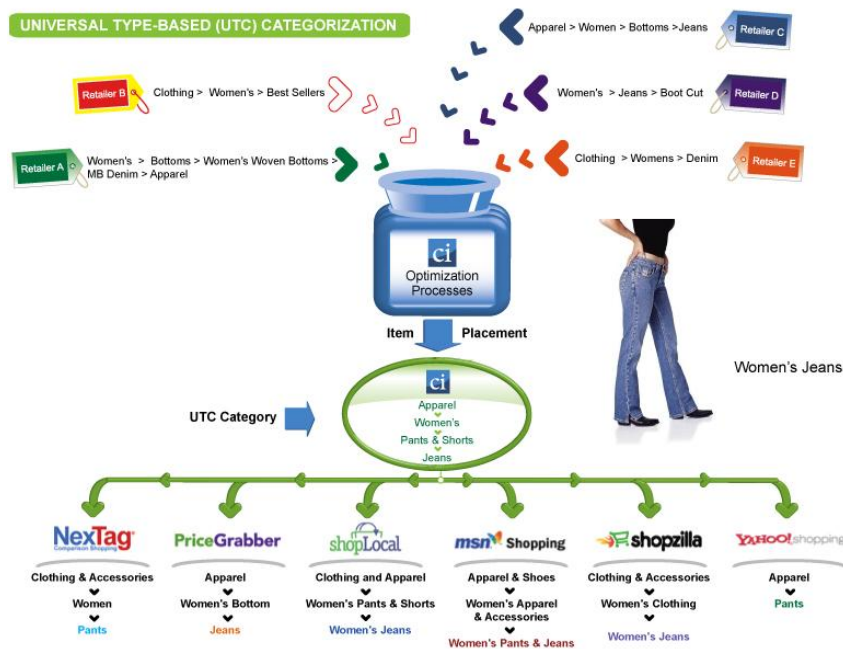 UNIVERSAL TYPE-BASED (UTC) CATEGORIZATION
Apparel > Women > Bottoms >Jeans
Retailer C
Retailer B
Clothing > Women's > Best Sellers
Women's > Jeans > Boot Cut
Retailer D
Retailer A
Women's > Bottoms > Women's Woven Bottoms >
MB Denim > Apparel
Clothing > Womens > Denim
Retailer E
ci
Optimization
Processes
Item
Placement
Women's Jeans
ci
UTC Category
Apparel
Women's
Pants & Shorts
Jeans
NexTag®
Comparison Shopping
PriceGrabber
shopLocal
msn Shopping
shopzilla
YAHOO! shopping
Clothing & Accessories
Women
Pants
Apparel
Women's Bottom
Jeans
Clothing and Apparel
Women's Pants & Shorts
Women's Jeans
Apparel & Shoes
Women's Apparel
& Accessories
Women's Pants & Jeans
Clothing & Accessories
Women's Clothing
Women's Jeans
Apparel
Pants